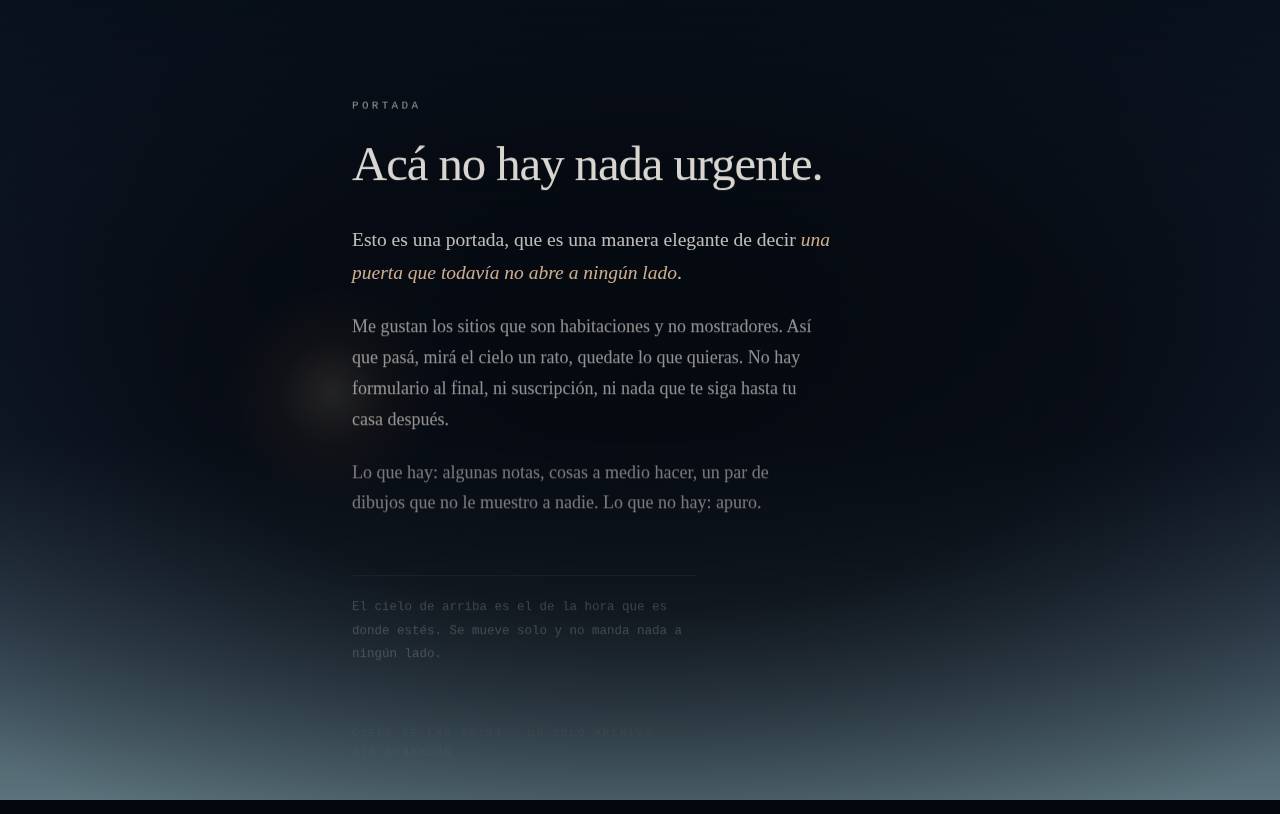 PORTADA
Acá no hay nada urgente.
Esto es una portada, que es una manera elegante de decir una
puerta que todavía no abre a ningún lado.
Me gustan los sitios que son habitaciones y no mostradores. Así
que pasá, mirá el cielo un rato, quedate lo que quieras. No hay
formulario al final, ni suscripción, ni nada que te siga hasta tu
casa después.
Lo que hay: algunas notas, cosas a medio hacer, un par de
dibujos que no le muestro a nadie. Lo que no hay: apuro.
El cielo de arriba es el de la hora que es
donde estés. Se mueve solo y no manda nada a
ningún lado.